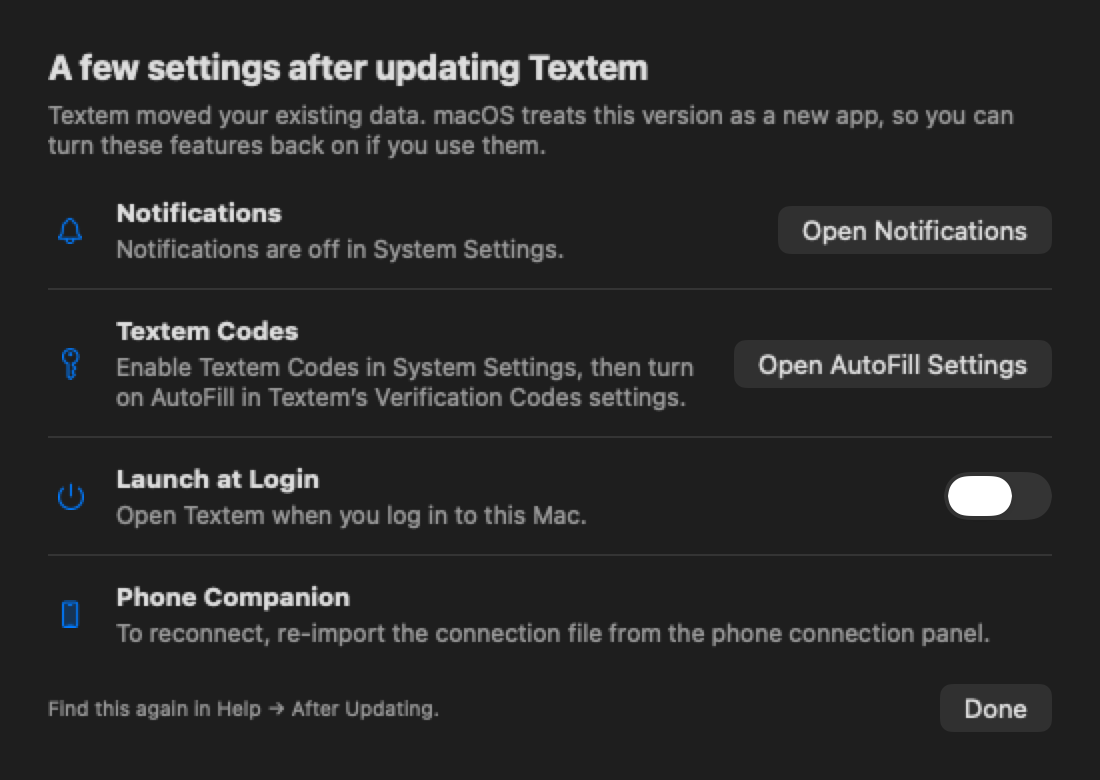 A few settings after updating Textem
Textem moved your existing data. macOS treats this version as a new app, so you can
turn these features back on if you use them.
Notifications
Notifications are off in System Settings.
Open Notifications
Textem Codes
Enable Textem Codes in System Settings, then turn
on AutoFill in Textem’s Verification Codes settings.
Open AutoFill Settings
Launch at Login
Open Textem when you log in to this Mac.
Phone Companion
To reconnect, re-import the connection file from the phone connection panel.
Find this again in Help → After Updating.
Done